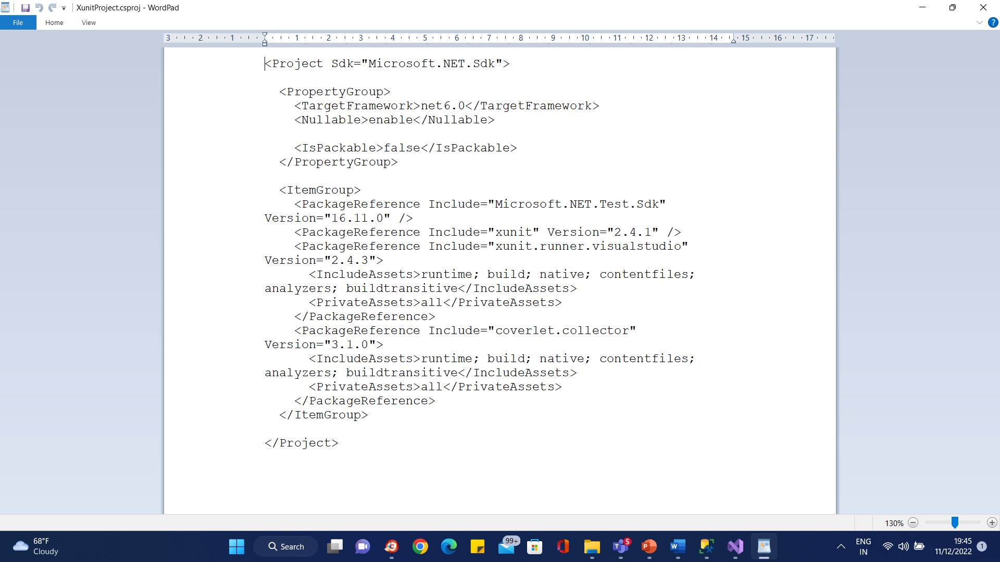 XunitProject.csproj - WordPad
File Home View
3 2 1 1 2 3 4 5 6 7 8 9 10 11 12 13 14 15 16 17
<Project Sdk="Microsoft.NET.Sdk">
<PropertyGroup>
<TargetFramework>net6.0</TargetFramework>
<Nullable>enable</Nullable>
<IsPackable>false</IsPackable>
</PropertyGroup>
<ItemGroup>
<PackageReference Include="Microsoft.NET.Test.Sdk"
Version="16.11.0" />
<PackageReference Include="xunit" Version="2.4.1" />
<PackageReference Include="xunit.runner.visualstudio"
Version="2.4.3">
<IncludeAssets>runtime; build; native; contentfiles;
analyzers; buildtransitive</IncludeAssets>
<PrivateAssets>all</PrivateAssets>
</PackageReference>
<PackageReference Include="coverlet.collector"
Version="3.1.0">
<IncludeAssets>runtime; build; native; contentfiles;
analyzers; buildtransitive</IncludeAssets>
<PrivateAssets>all</PrivateAssets>
</PackageReference>
</ItemGroup>
</Project>
130%
68°F
Cloudy
Search
99+
5
ENG
IN
19:45
11/12/2022
1